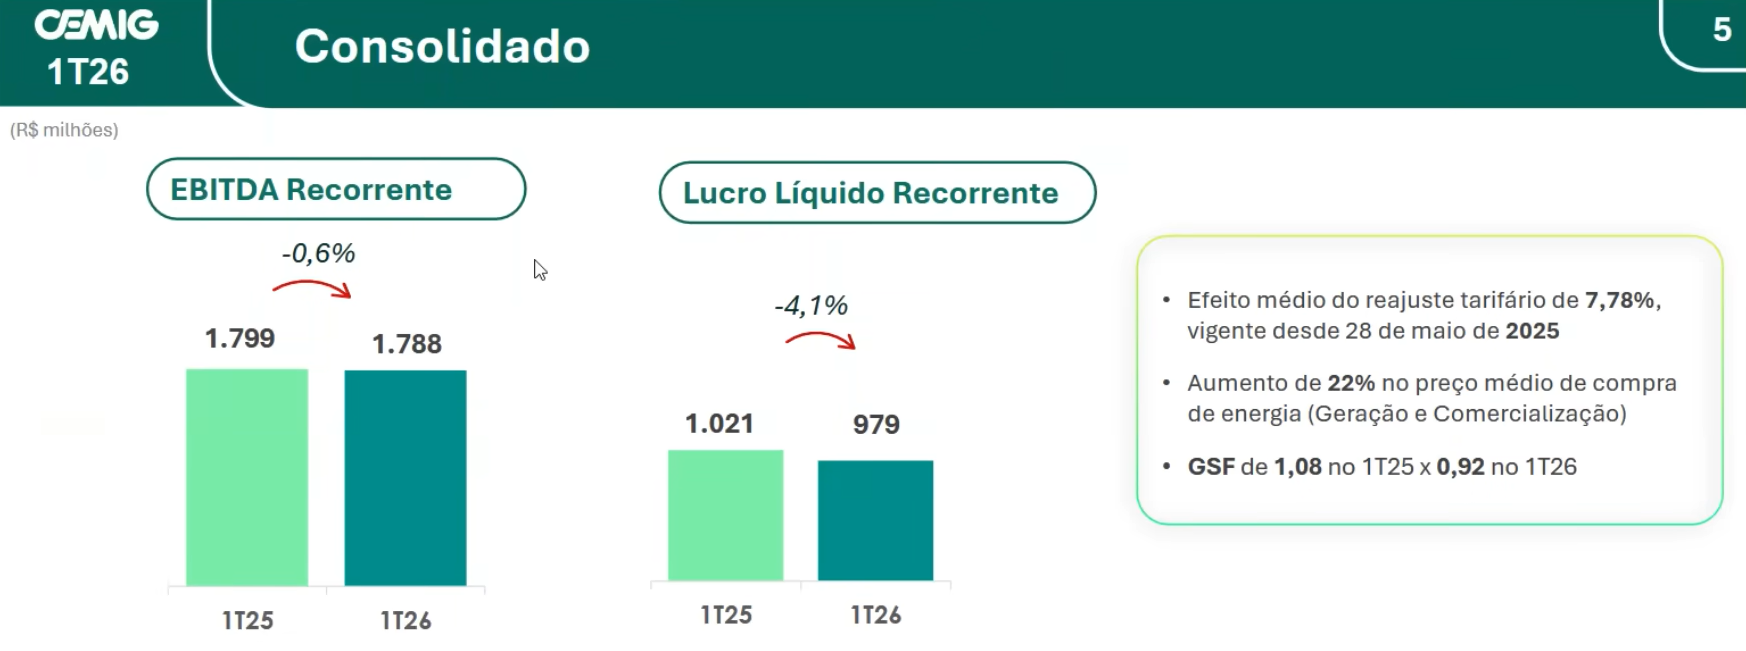 CEMIG
1T26
Consolidado
5
(R$ milhões)
EBITDA Recorrente
-0,6%
1.799
1.788
1T25
1T26
Lucro Líquido Recorrente
-4,1%
1.021
979
1T25
1T26
• Efeito médio do reajuste tarifário de 7,78%,
vigente desde 28 de maio de 2025
• Aumento de 22% no preço médio de compra
de energia (Geração e Comercialização)
• GSF de 1,08 no 1T25 x 0,92 no 1T26